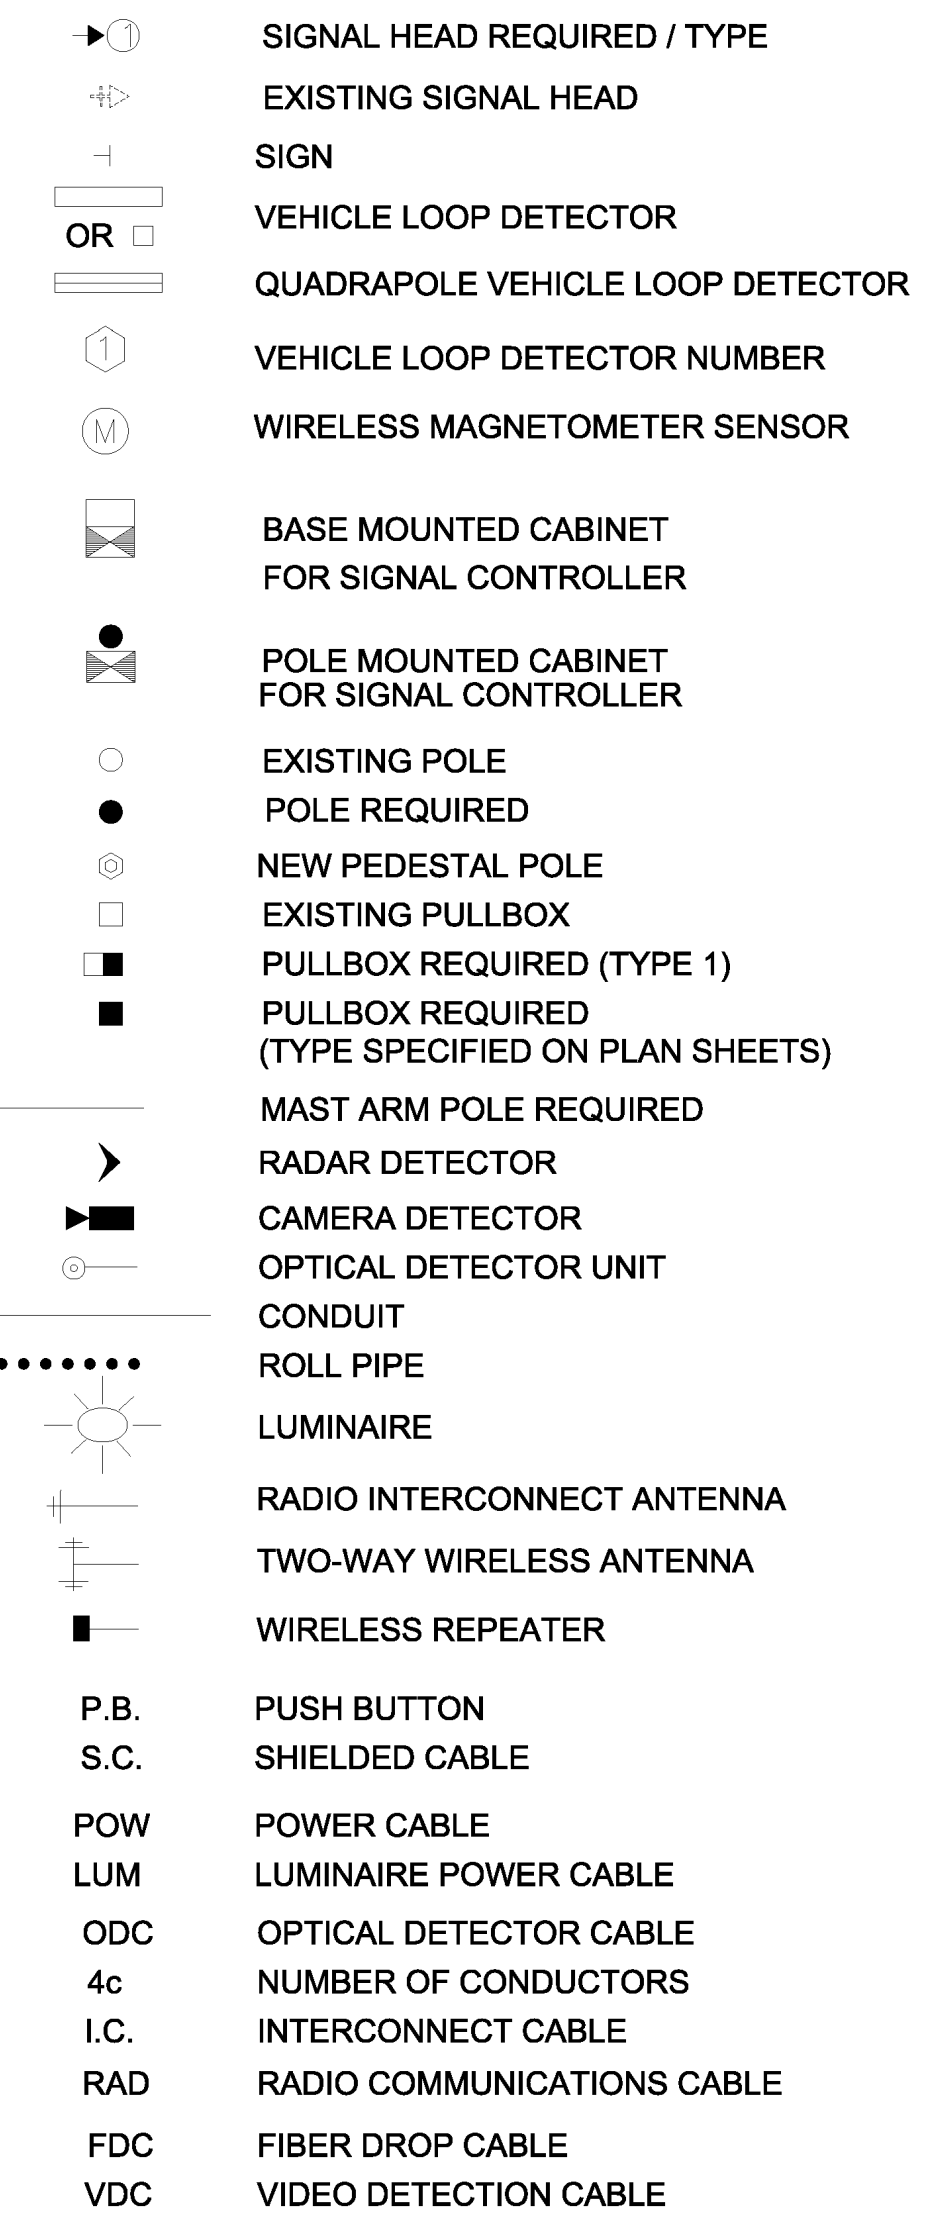 1 SIGNAL HEAD REQUIRED / TYPE
EXISTING SIGNAL HEAD
SIGN
VEHICLE LOOP DETECTOR
OR
QUADRAPOLE VEHICLE LOOP DETECTOR
1 VEHICLE LOOP DETECTOR NUMBER
M WIRELESS MAGNETOMETER SENSOR
BASE MOUNTED CABINET
FOR SIGNAL CONTROLLER
POLE MOUNTED CABINET
FOR SIGNAL CONTROLLER
EXISTING POLE
POLE REQUIRED
NEW PEDESTAL POLE
EXISTING PULLBOX
PULLBOX REQUIRED (TYPE 1)
PULLBOX REQUIRED
(TYPE SPECIFIED ON PLAN SHEETS)
MAST ARM POLE REQUIRED
RADAR DETECTOR
CAMERA DETECTOR
OPTICAL DETECTOR UNIT
CONDUIT
ROLL PIPE
LUMINAIRE
RADIO INTERCONNECT ANTENNA
TWO-WAY WIRELESS ANTENNA
WIRELESS REPEATER
P.B. PUSH BUTTON
S.C. SHIELDED CABLE
POW POWER CABLE
LUM LUMINAIRE POWER CABLE
ODC OPTICAL DETECTOR CABLE
4c NUMBER OF CONDUCTORS
I.C. INTERCONNECT CABLE
RAD RADIO COMMUNICATIONS CABLE
FDC FIBER DROP CABLE
VDC VIDEO DETECTION CABLE